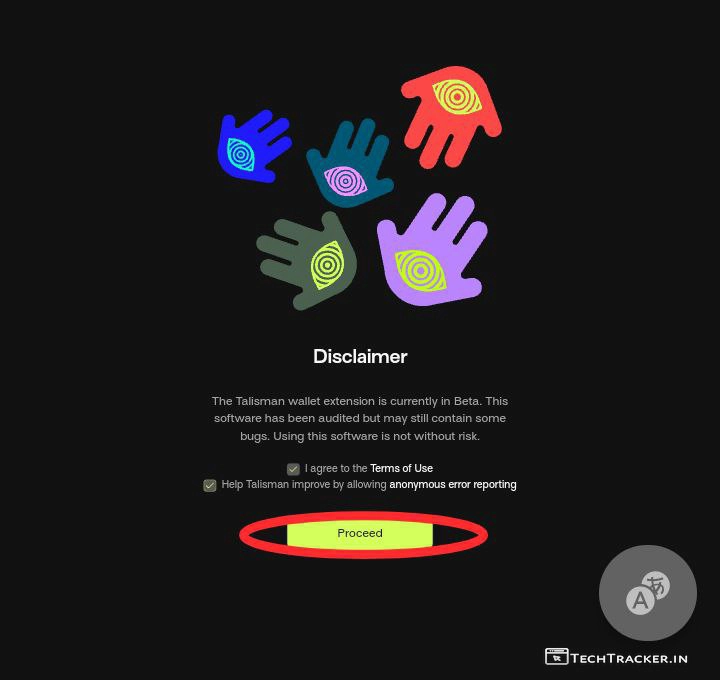 Disclaimer
The Talisman wallet extension is currently in Beta. This
software has been audited but may still contain some
bugs. Using this software is not without risk.
I agree to the Terms of Use
Help Talisman improve by allowing anonymous error reporting
Proceed
A あ
TECHTRACKER.IN